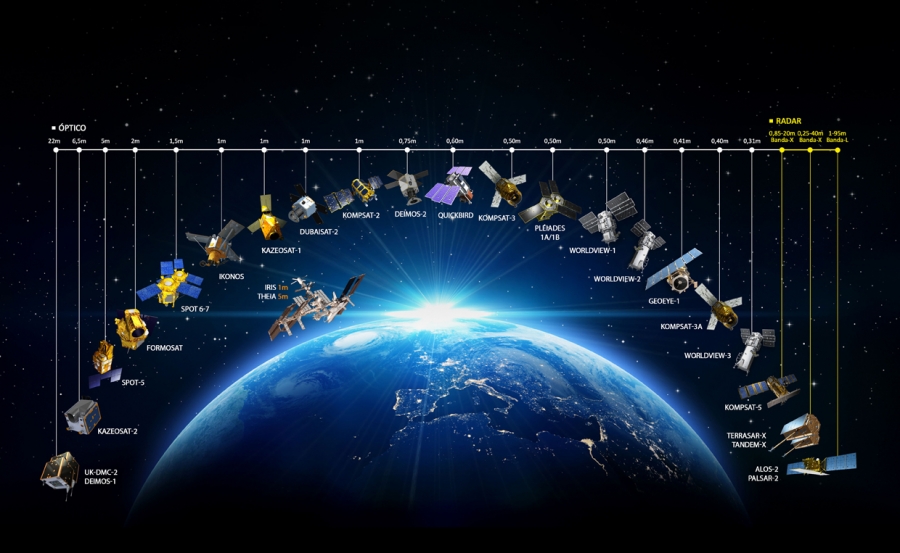 ÓPTICO
RADAR
22m 6,5m 5m 2m 1,5m 1m 1m 1m 1m 0,75m 0,60m 0,50m 0,50m 0,50m 0,46m 0,41m 0,40m 0,31m 0,85-20m 0,25-40m 1-95m
Banda-X Banda-X Banda-L
KOMPSAT-2
DEIMOS-2
QUICKBIRD
KOMPSAT-3
DUBAISAT-2
PLÉIADES
1A/1B
KAZEOSAT-1
WORLDVIEW-1
IKONOS
WORLDVIEW-2
IRIS 1m
THEIA 5m
GEOEYE-1
SPOT 6-7
KOMPSAT-3A
FORMOSAT
WORLDVIEW-3
SPOT-5
KOMPSAT-5
KAZEOSAT-2
TERRASAR-X
TANDEM-X
UK-DMC-2
DEIMOS-1
ALOS-2
PALSAR-2